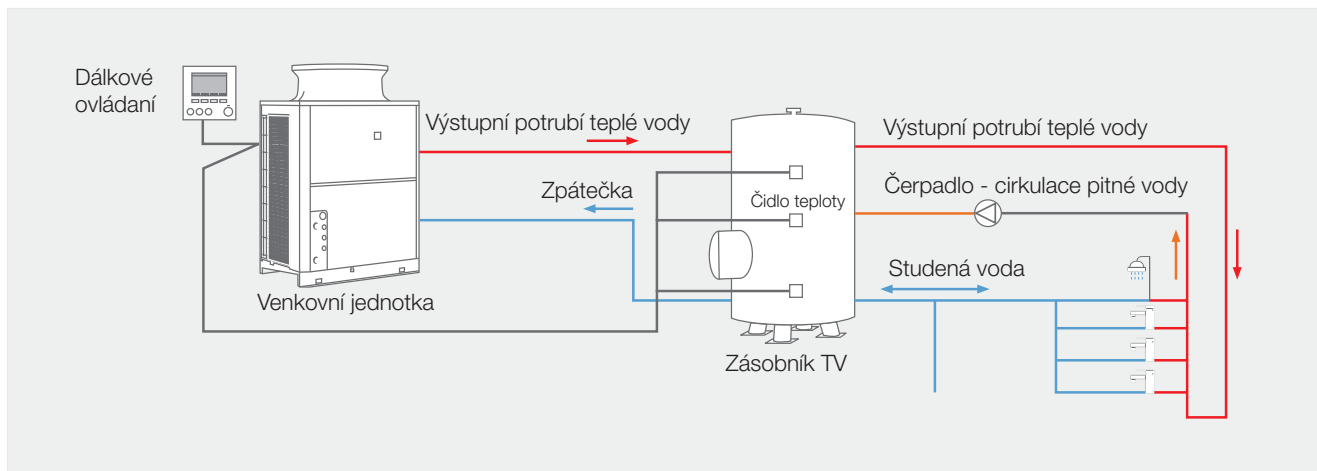 Dálkové
ovládaní
Výstupní potrubí teplé vody
Výstupní potrubí teplé vody
Zpátečka
Čidlo teploty
Čerpadlo - cirkulace pitné vody
Studená voda
Venkovní jednotka
Zásobník TV